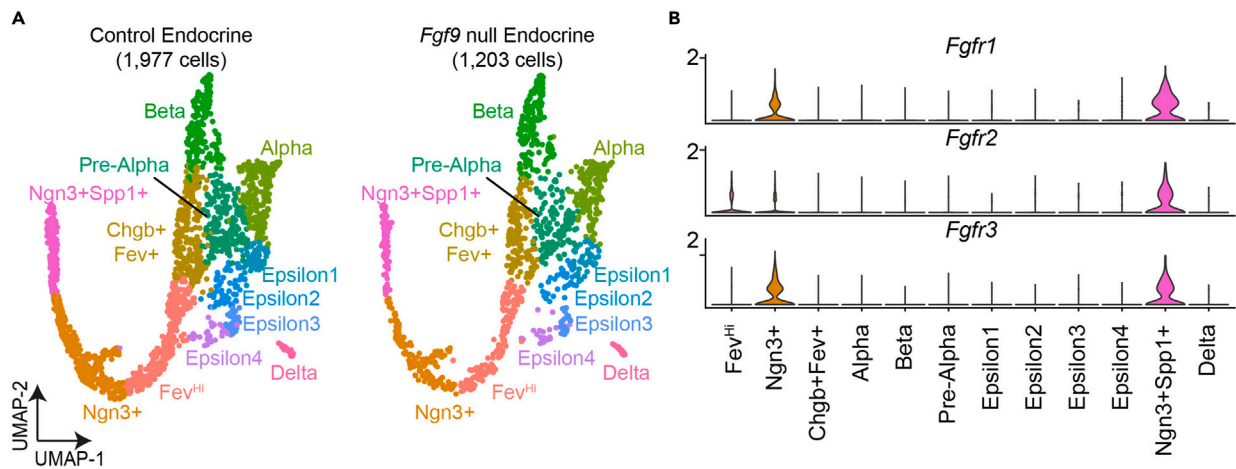 A
Control Endocrine
(1,977 cells)
Fgf9 null Endocrine
(1,203 cells)
Beta
Pre-Alpha
Alpha
Ngn3+Spp1+
Chgb+
Fev+
Epsilon1
Epsilon2
Epsilon3
Epsilon4
Delta
FevHi
Ngn3+
UMAP-2
UMAP-1
Beta
Pre-Alpha
Alpha
Ngn3+Spp1+
Chgb+
Fev+
Epsilon1
Epsilon2
Epsilon3
Epsilon4
Delta
FevHi
Ngn3+
B
Fgfr1
2
Fgfr2
2
Fgfr3
2
FevHi
Ngn3+
Chgb+Fev+
Alpha
Beta
Pre-Alpha
Epsilon1
Epsilon2
Epsilon3
Epsilon4
Ngn3+Spp1+
Delta